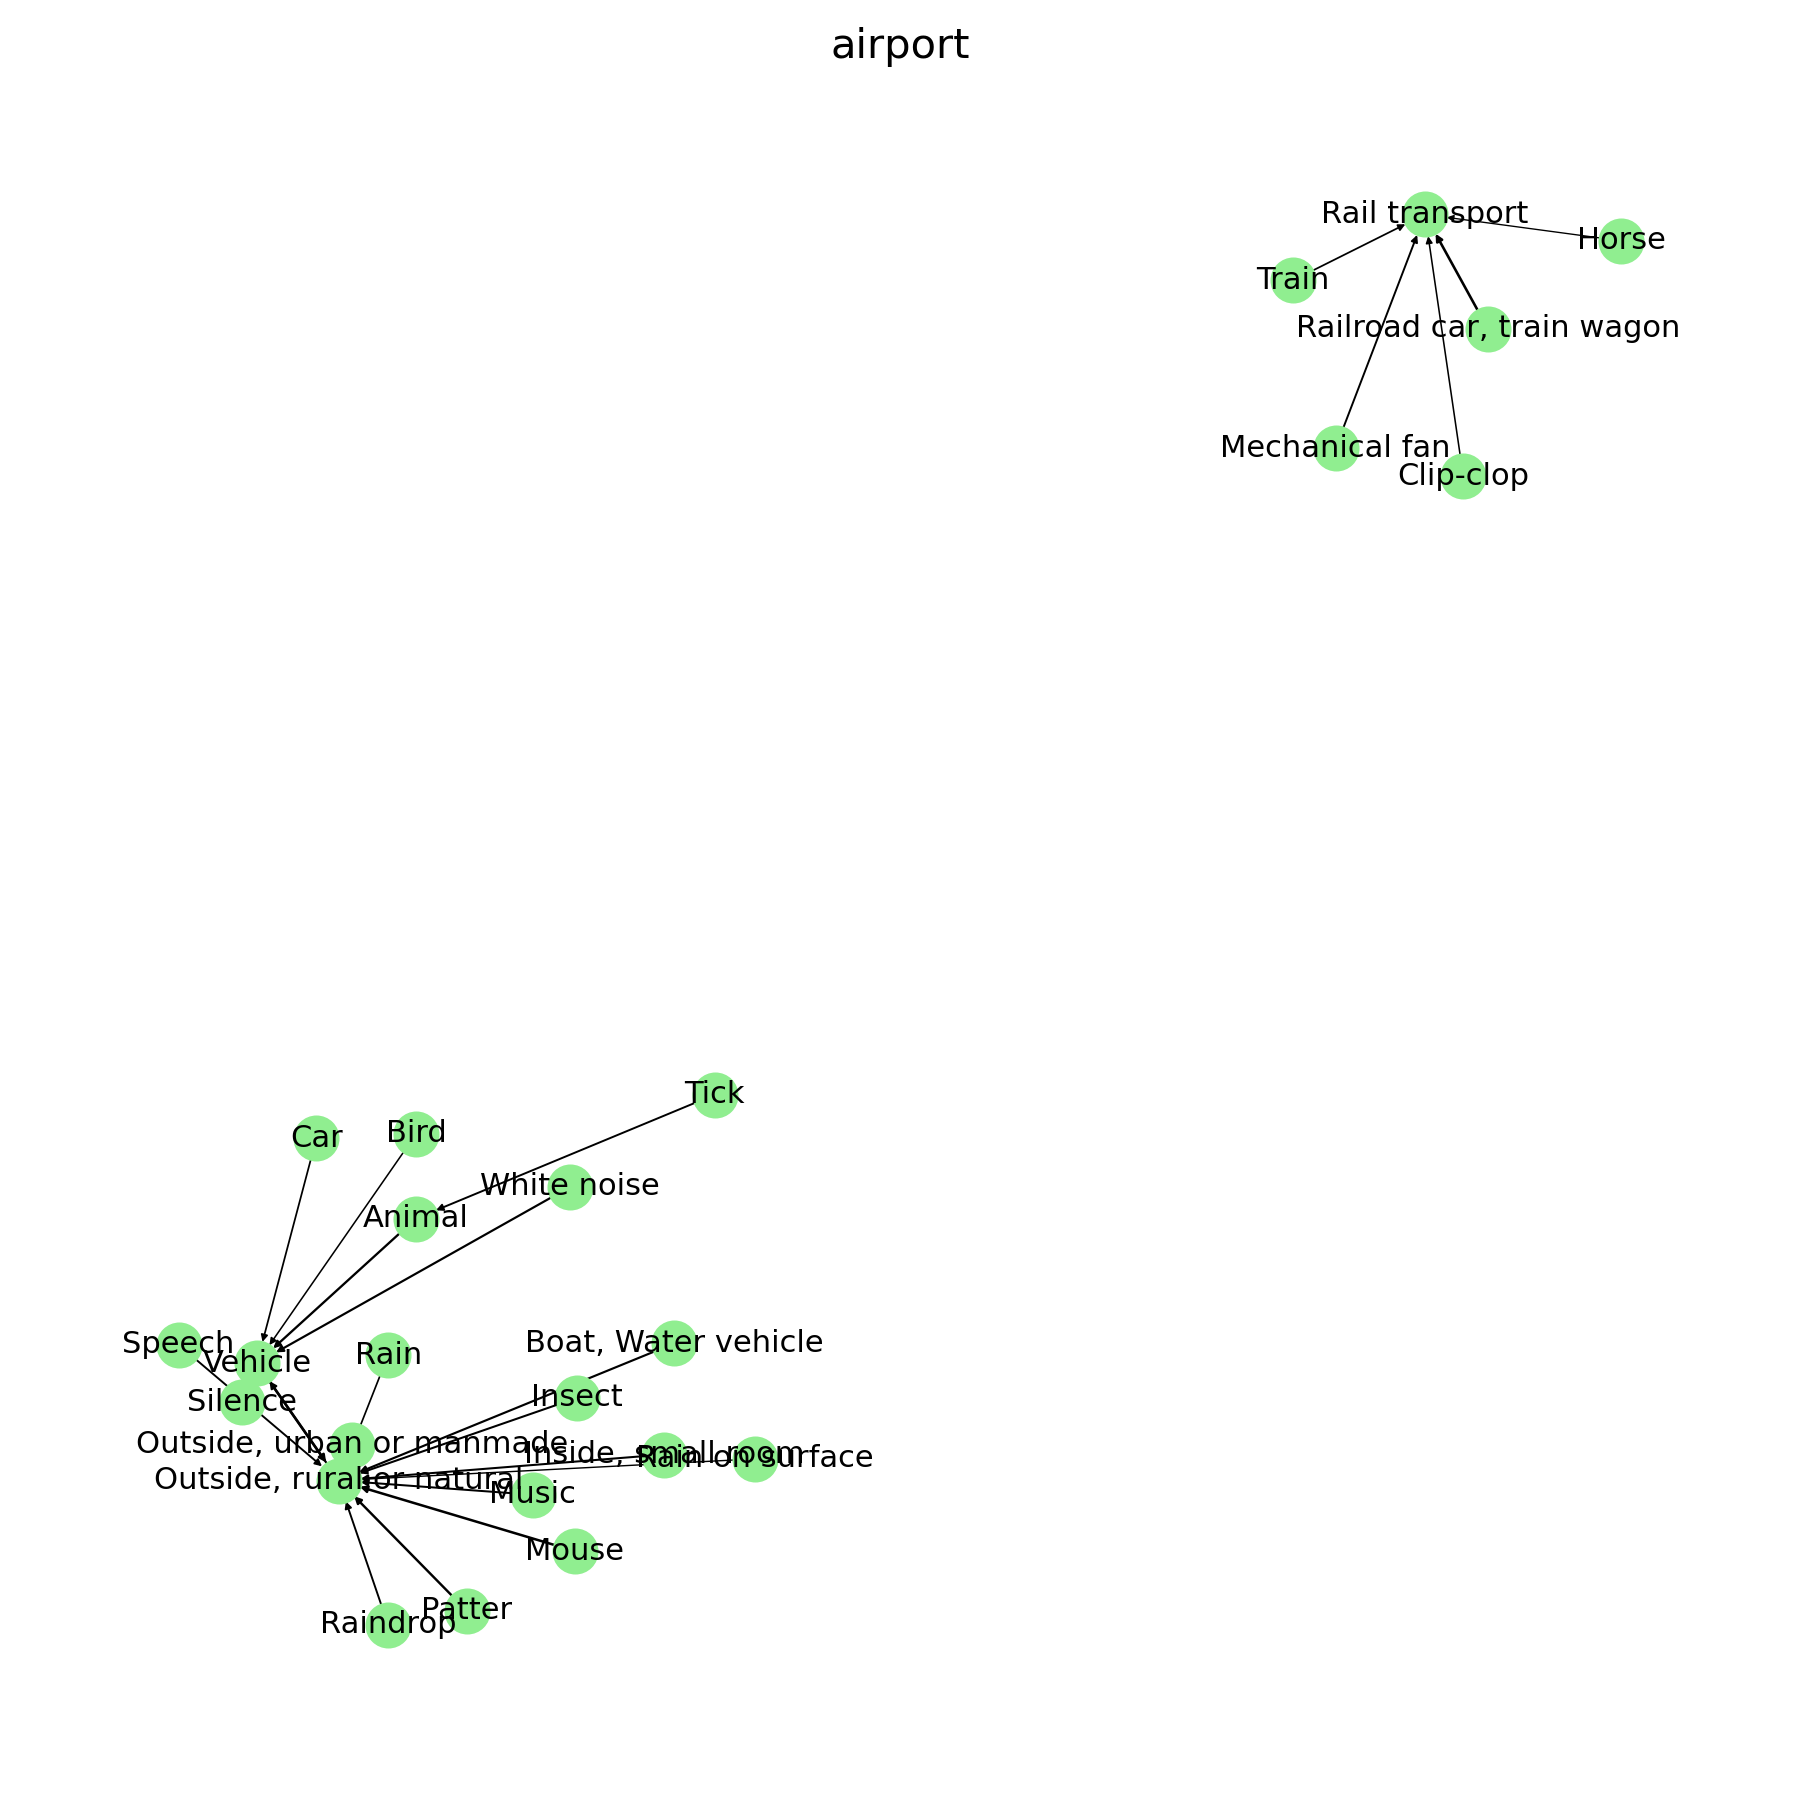 airport
Rail transport
Horse
Train
Railroad car, train wagon
Mechanical fan
Clip-clop
Tick
Car
Bird
White noise
Animal
Speech
Vehicle
Rain
Boat, Water vehicle
Silence
Insect
Outside, urban or manmade
Inside, small room
Rain on surface
Outside, rural or natural
Music
Mouse
Patter
Raindrop